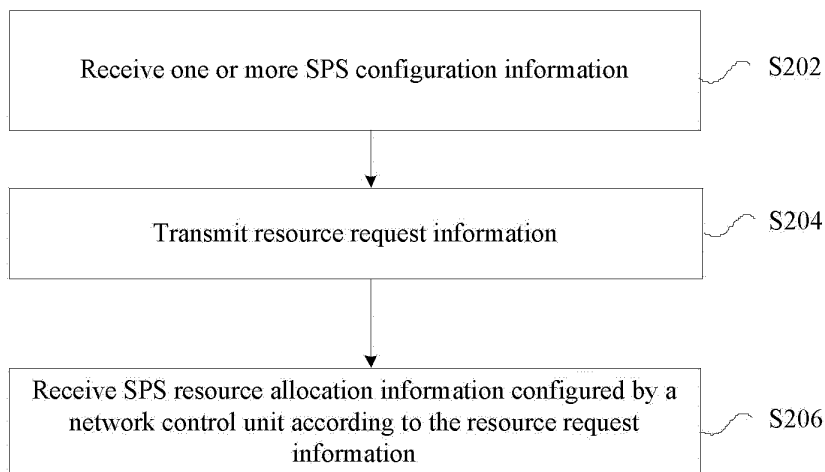 Receive one or more SPS configuration information
S202
Transmit resource request information
S204
Receive SPS resource allocation information configured by a
network control unit according to the resource request
information
S206